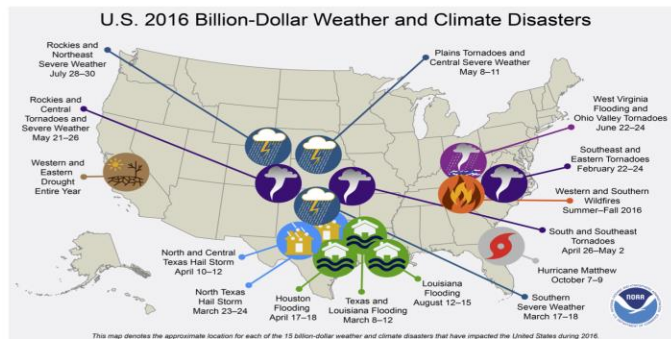 U.S. 2016 Billion-Dollar Weather and Climate Disasters
Rockies and
Northeast
Severe Weather
July 28–30
Plains Tornadoes and
Central Severe Weather
May 8–11
Rockies and
Central
Tornadoes and
Severe Weather
May 21–26
West Virginia
Flooding and
Ohio Valley Tornadoes
June 22–24
Western and
Eastern
Drought
Entire Year
Southeast and
Eastern Tornadoes
February 22–24
Western and Southern
Wildfires
Summer–Fall 2016
South and Southeast
Tornadoes
April 26–May 2
North and Central
Texas Hail Storm
April 10–12
North Texas
Hail Storm
March 23–24
Houston
Flooding
April 17–18
Texas and
Louisiana Flooding
March 8–12
Louisiana
Flooding
August 12–15
Southern
Severe Weather
March 17–18
Hurricane Matthew
October 7–9
NOAA
This map denotes the approximate location for each of the 15 billion-dollar weather and climate disasters that have impacted the United States during 2016.